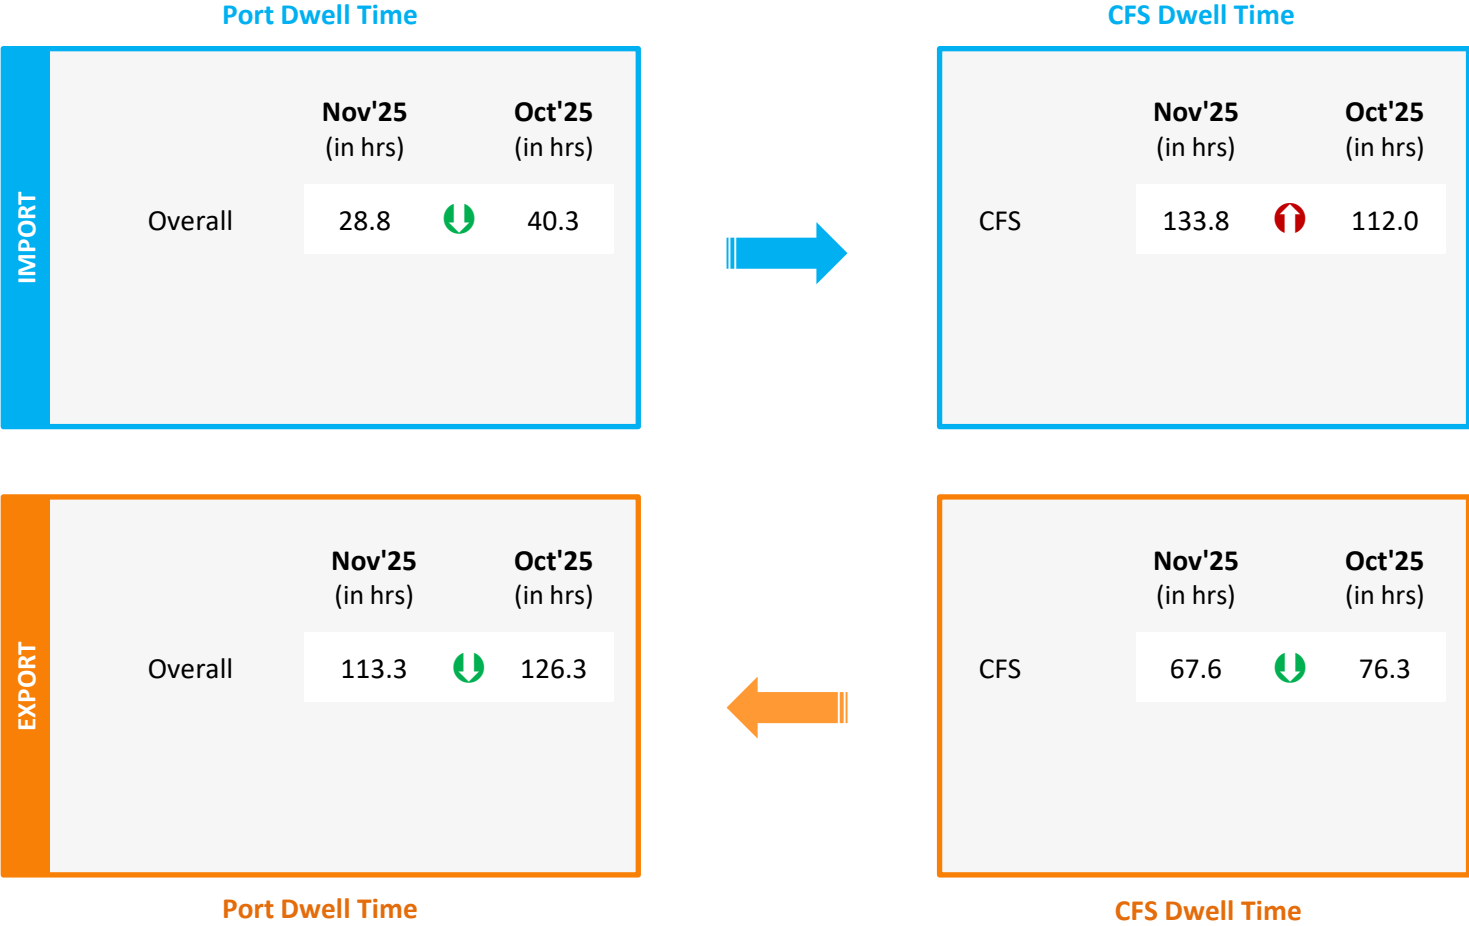 Port Dwell Time
CFS Dwell Time
IMPORT
Nov'25 Oct'25
(in hrs) (in hrs)
Overall 28.8 40.3
Nov'25 Oct'25
(in hrs) (in hrs)
CFS 133.8 112.0
EXPORT
Nov'25 Oct'25
(in hrs) (in hrs)
Overall 113.3 126.3
Nov'25 Oct'25
(in hrs) (in hrs)
CFS 67.6 76.3
Port Dwell Time
CFS Dwell Time